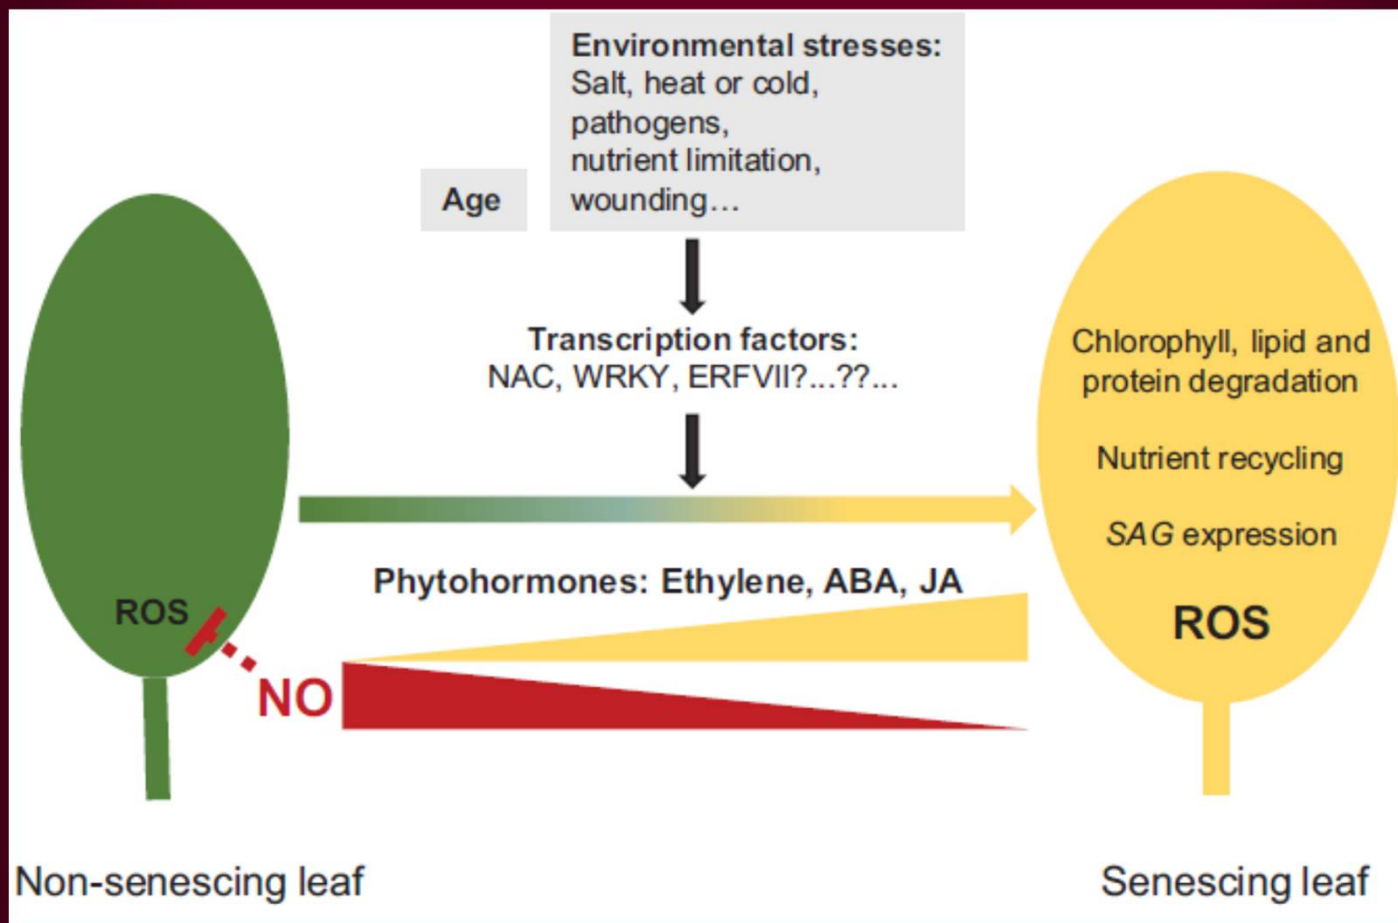 Environmental stresses:
Salt, heat or cold,
pathogens,
nutrient limitation,
wounding…
Age
Transcription factors:
NAC, WRKY, ERFVII?...??...
Chlorophyll, lipid and
protein degradation
Nutrient recycling
SAG expression
Phytohormones: Ethylene, ABA, JA
ROS
ROS
NO
Non-senescing leaf
Senescing leaf